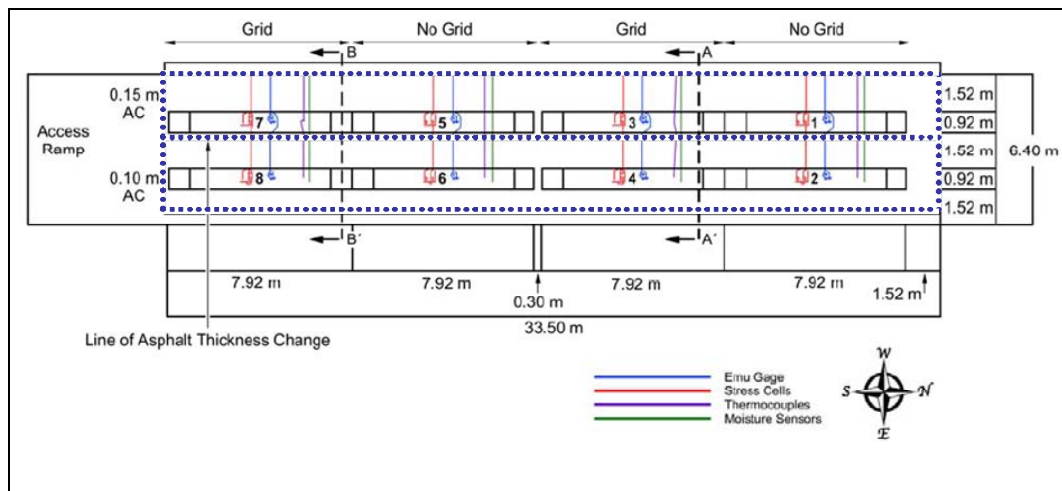 Grid No Grid Grid No Grid
B A
0.15 m 1.52 m
AC
7 5 3 1 0.92 m
Access
Ramp
1.52 m 6.40 m
0.10 m 8 6 4 2 0.92 m
AC
1.52 m
B´ A´
7.92 m 7.92 m 7.92 m 7.92 m
0.30 m 1.52 m
33.50 m
Line of Asphalt Thickness Change
W
Emu Gage
Stress Cells S N
Thermocouples
Moisture Sensors
E